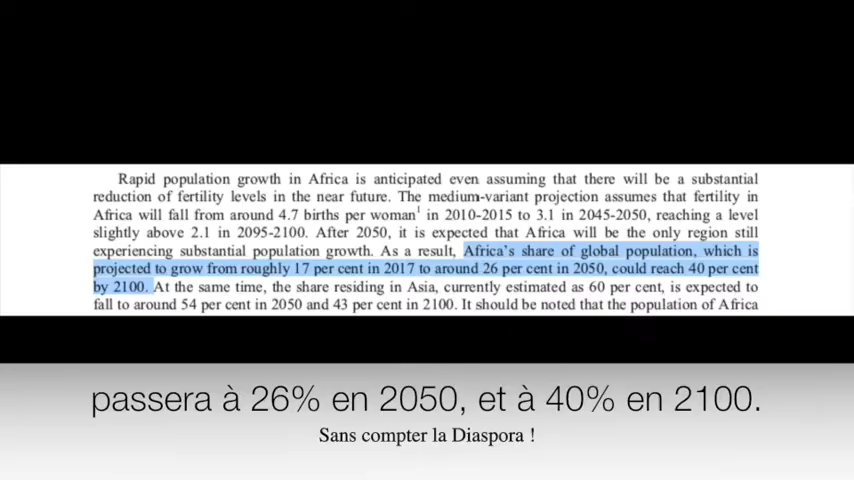 Rapid population growth in Africa is anticipated even assuming that there will be a substantial
reduction of fertility levels in the near future. The medium-variant projection assumes that fertility in
Africa will fall from around 4.7 births per woman¹ in 2010-2015 to 3.1 in 2045-2050, reaching a level
slightly above 2.1 in 2095-2100. After 2050, it is expected that Africa will be the only region still
experiencing substantial population growth. As a result, Africa's share of global population, which is
projected to grow from roughly 17 per cent in 2017 to around 26 per cent in 2050, could reach 40 per cent
by 2100. At the same time, the share residing in Asia, currently estimated as 60 per cent, is expected to
fall to around 54 per cent in 2050 and 43 per cent in 2100. It should be noted that the population of Africa
passera à 26% en 2050, et à 40% en 2100.
Sans compter la Diaspora !